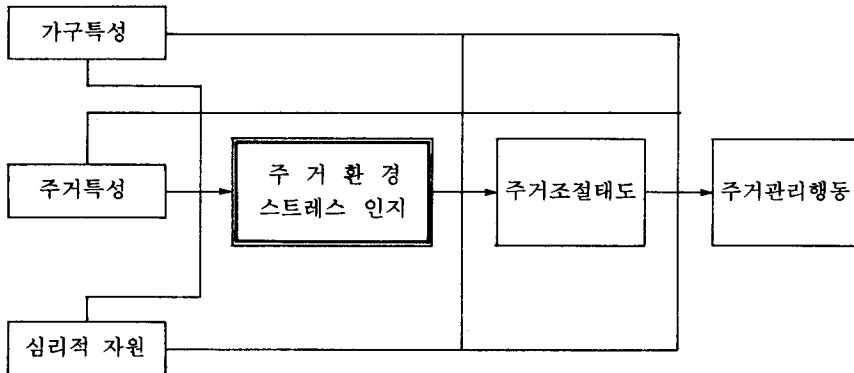 가구특성
주거특성
주 거 환 경
스트레스 인지
주거조절태도
주거관리행동
심리적 자원